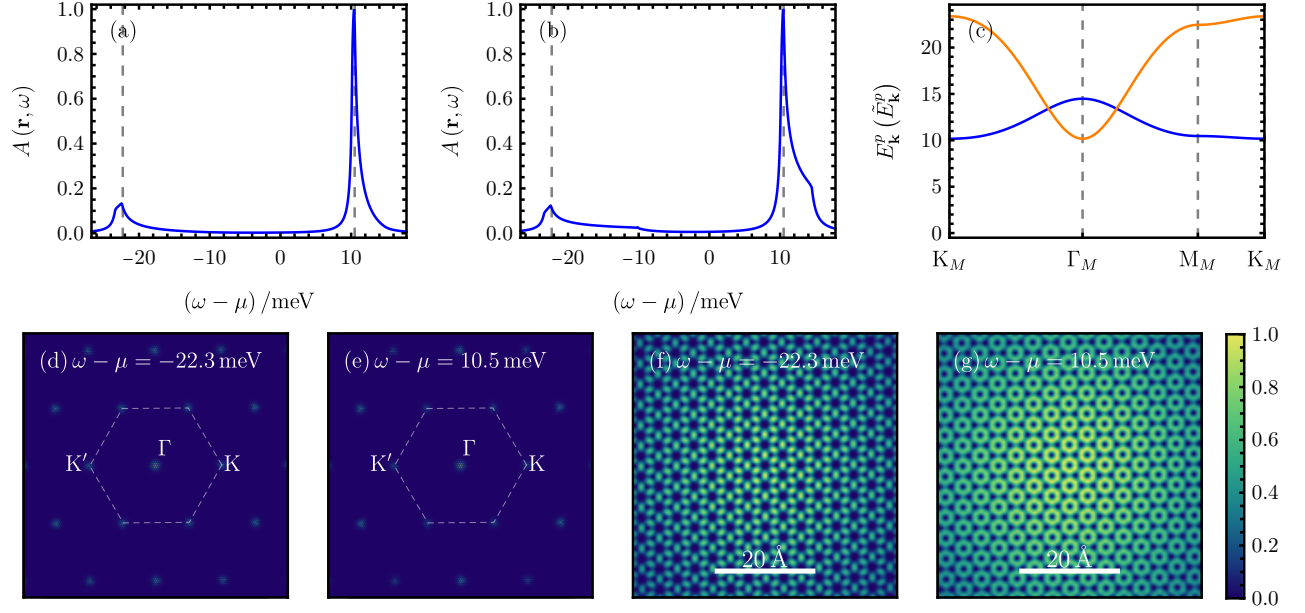 (a)
A (r, ω)
1.0
0.8
0.6
0.4
0.2
0.0
−20
−10
0
10
(ω − μ) /meV
(b)
A (r, ω)
1.0
0.8
0.6
0.4
0.2
0.0
−20
−10
0
10
(ω − μ) /meV
(c)
E^p_k (Ẽ^p_k)
20
15
10
5
0
K_M
Γ_M
M_M
K_M
(d) ω − μ = −22.3 meV
K′
Γ
K
(e) ω − μ = 10.5 meV
K′
Γ
K
(f) ω − μ = −22.3 meV
20 Å
(g) ω − μ = 10.5 meV
20 Å
1.0
0.8
0.6
0.4
0.2
0.0